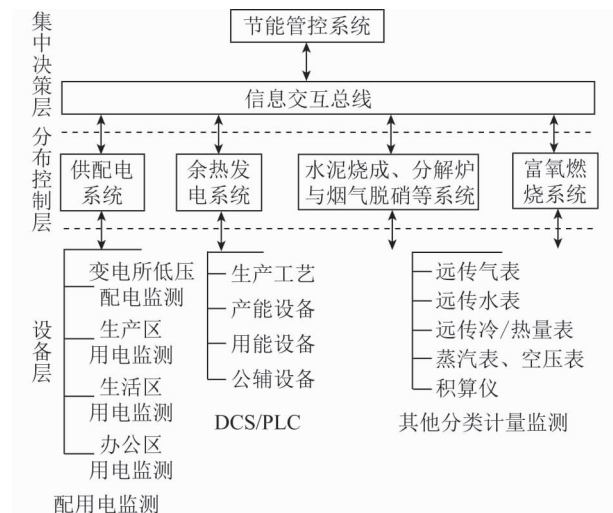 集中决策层
节能管控系统
信息交互总线
分布控制层
供配电
系统
余热发
电系统
水泥烧成、分解炉
与烟气脱硝等系统
富氧燃
烧系统
设备层
变电所低压
配电监测
生产区
用电监测
生活区
用电监测
办公区
用电监测
配用电监测
生产工艺
产能设备
用能设备
公辅设备
DCS/PLC
远传气表
远传水表
远传冷/热量表
蒸汽表、空压表
积算仪
其他分类计量监测